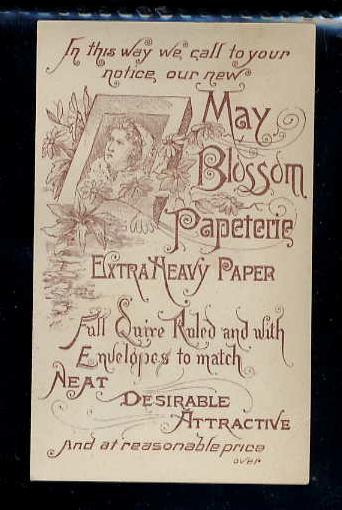 In this way we call to your
notice, our new
May
Blossom
Papeterie
Extra Heavy Paper
Full Quire Ruled and with
Envelopes to match
Neat
Desirable
Attractive
And at reasonable price
over